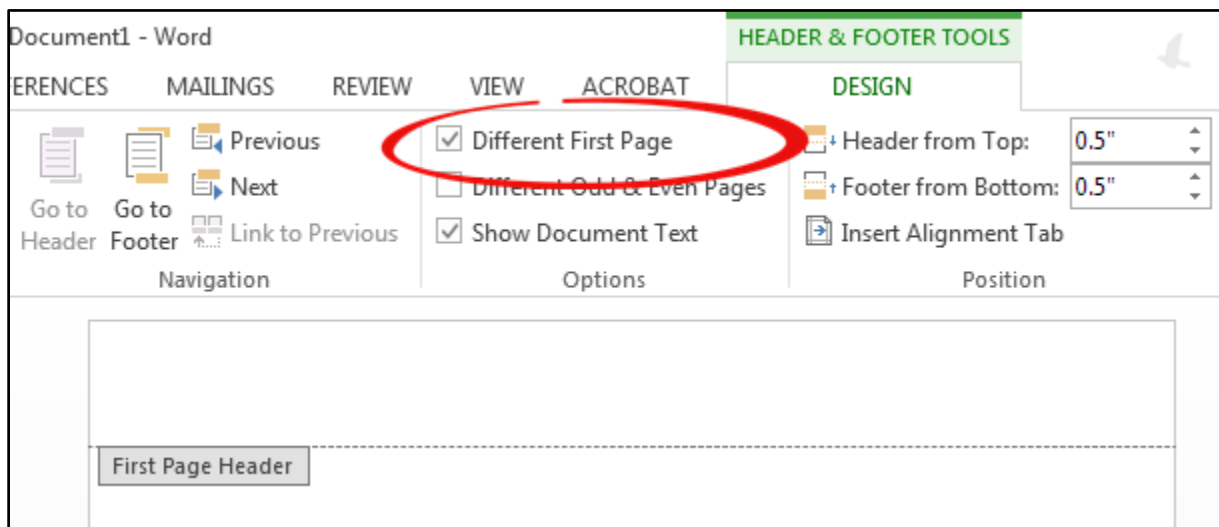 Document1 - Word
HEADER & FOOTER TOOLS
ERENCES MAILINGS REVIEW VIEW ACROBAT DESIGN
Go to Header
Go to Footer
Previous
Next
Link to Previous
Navigation
Different First Page
Different Odd & Even Pages
Show Document Text
Options
Header from Top: 0.5"
Footer from Bottom: 0.5"
Insert Alignment Tab
Position
First Page Header